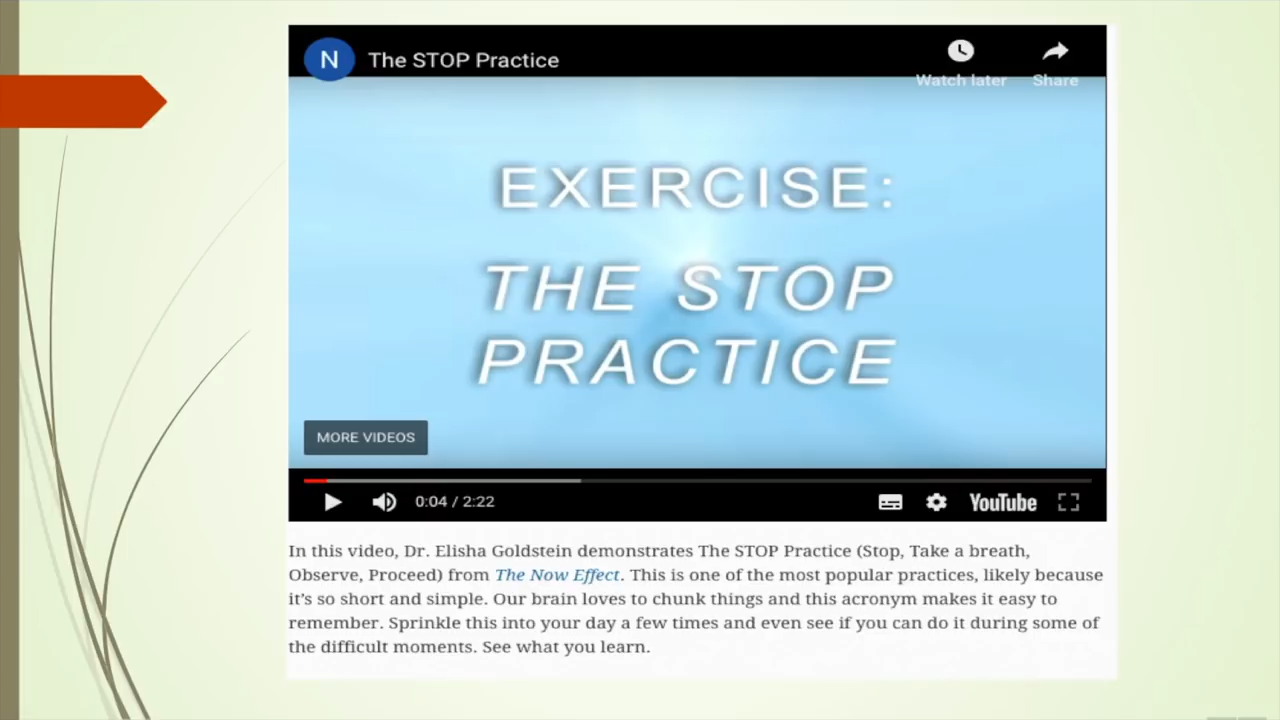 N
The STOP Practice
Watch later
Share
EXERCISE:
THE STOP
PRACTICE
MORE VIDEOS
0:04 / 2:22
YouTube
In this video, Dr. Elisha Goldstein demonstrates The STOP Practice (Stop, Take a breath,
Observe, Proceed) from The Now Effect. This is one of the most popular practices, likely because
it’s so short and simple. Our brain loves to chunk things and this acronym makes it easy to
remember. Sprinkle this into your day a few times and even see if you can do it during some of
the difficult moments. See what you learn.